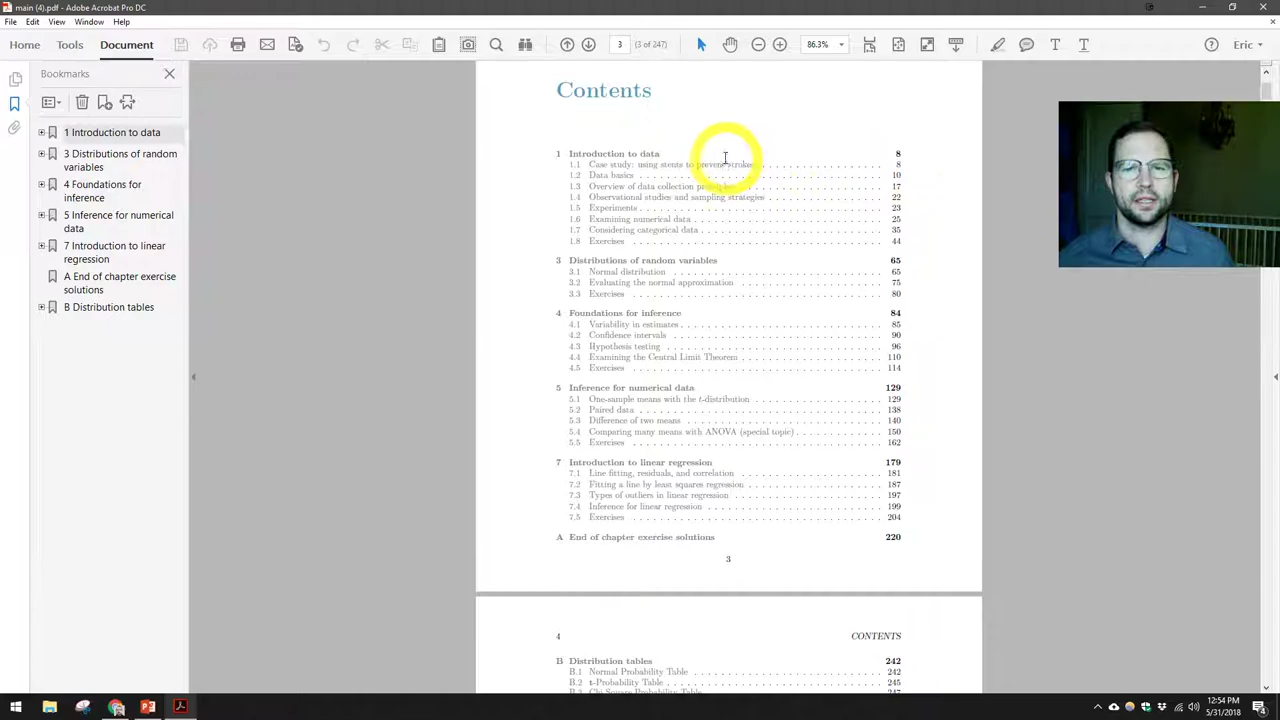 main (4).pdf - Adobe Acrobat Pro DC
File Edit View Window Help
Home Tools Document
3 (3 of 247)
86.3%
Eric
Bookmarks
1 Introduction to data
3 Distributions of random
variables
4 Foundations for
inference
5 Inference for numerical
data
7 Introduction to linear
regression
A End of chapter exercise
solutions
B Distribution tables
Contents
1 Introduction to data 8
1.1 Case study: using stents to prevent strokes . . . . . . . . . . . . . . . 8
1.2 Data basics . . . . . . . . . . . . . . . 10
1.3 Overview of data collection principles . . . . . . . . . . . . . . . 17
1.4 Observational studies and sampling strategies . . . . . . . . . . . . . . . 22
1.5 Experiments . . . . . . . . . . . . . . . 23
1.6 Examining numerical data . . . . . . . . . . . . . . . 25
1.7 Considering categorical data . . . . . . . . . . . . . . . 35
1.8 Exercises . . . . . . . . . . . . . . . 44
3 Distributions of random variables 65
3.1 Normal distribution . . . . . . . . . . . . . . . 65
3.2 Evaluating the normal approximation . . . . . . . . . . . . . . . 75
3.3 Exercises . . . . . . . . . . . . . . . 80
4 Foundations for inference 84
4.1 Variability in estimates . . . . . . . . . . . . . . . 85
4.2 Confidence intervals . . . . . . . . . . . . . . . 90
4.3 Hypothesis testing . . . . . . . . . . . . . . . 96
4.4 Examining the Central Limit Theorem . . . . . . . . . . . . . . . 110
4.5 Exercises . . . . . . . . . . . . . . . 114
5 Inference for numerical data 129
5.1 One-sample means with the t-distribution . . . . . . . . . . . . . . . 129
5.2 Paired data . . . . . . . . . . . . . . . 138
5.3 Difference of two means . . . . . . . . . . . . . . . 140
5.4 Comparing many means with ANOVA (special topic) . . . . . . . . . 150
5.5 Exercises . . . . . . . . . . . . . . . 162
7 Introduction to linear regression 179
7.1 Line fitting, residuals, and correlation . . . . . . . . . . . . . . . 181
7.2 Fitting a line by least squares regression . . . . . . . . . . . . . . . 187
7.3 Types of outliers in linear regression . . . . . . . . . . . . . . . 197
7.4 Inference for linear regression . . . . . . . . . . . . . . . 199
7.5 Exercises . . . . . . . . . . . . . . . 204
A End of chapter exercise solutions 220
3
4 CONTENTS
B Distribution tables 242
B.1 Normal Probability Table . . . . . . . . . . . . . . . 242
B.2 t-Probability Table . . . . . . . . . . . . . . . 245
B.3 Chi-Square Probability Table . . . . . . . . . . . . . . . 247
12:54 PM
5/31/2018